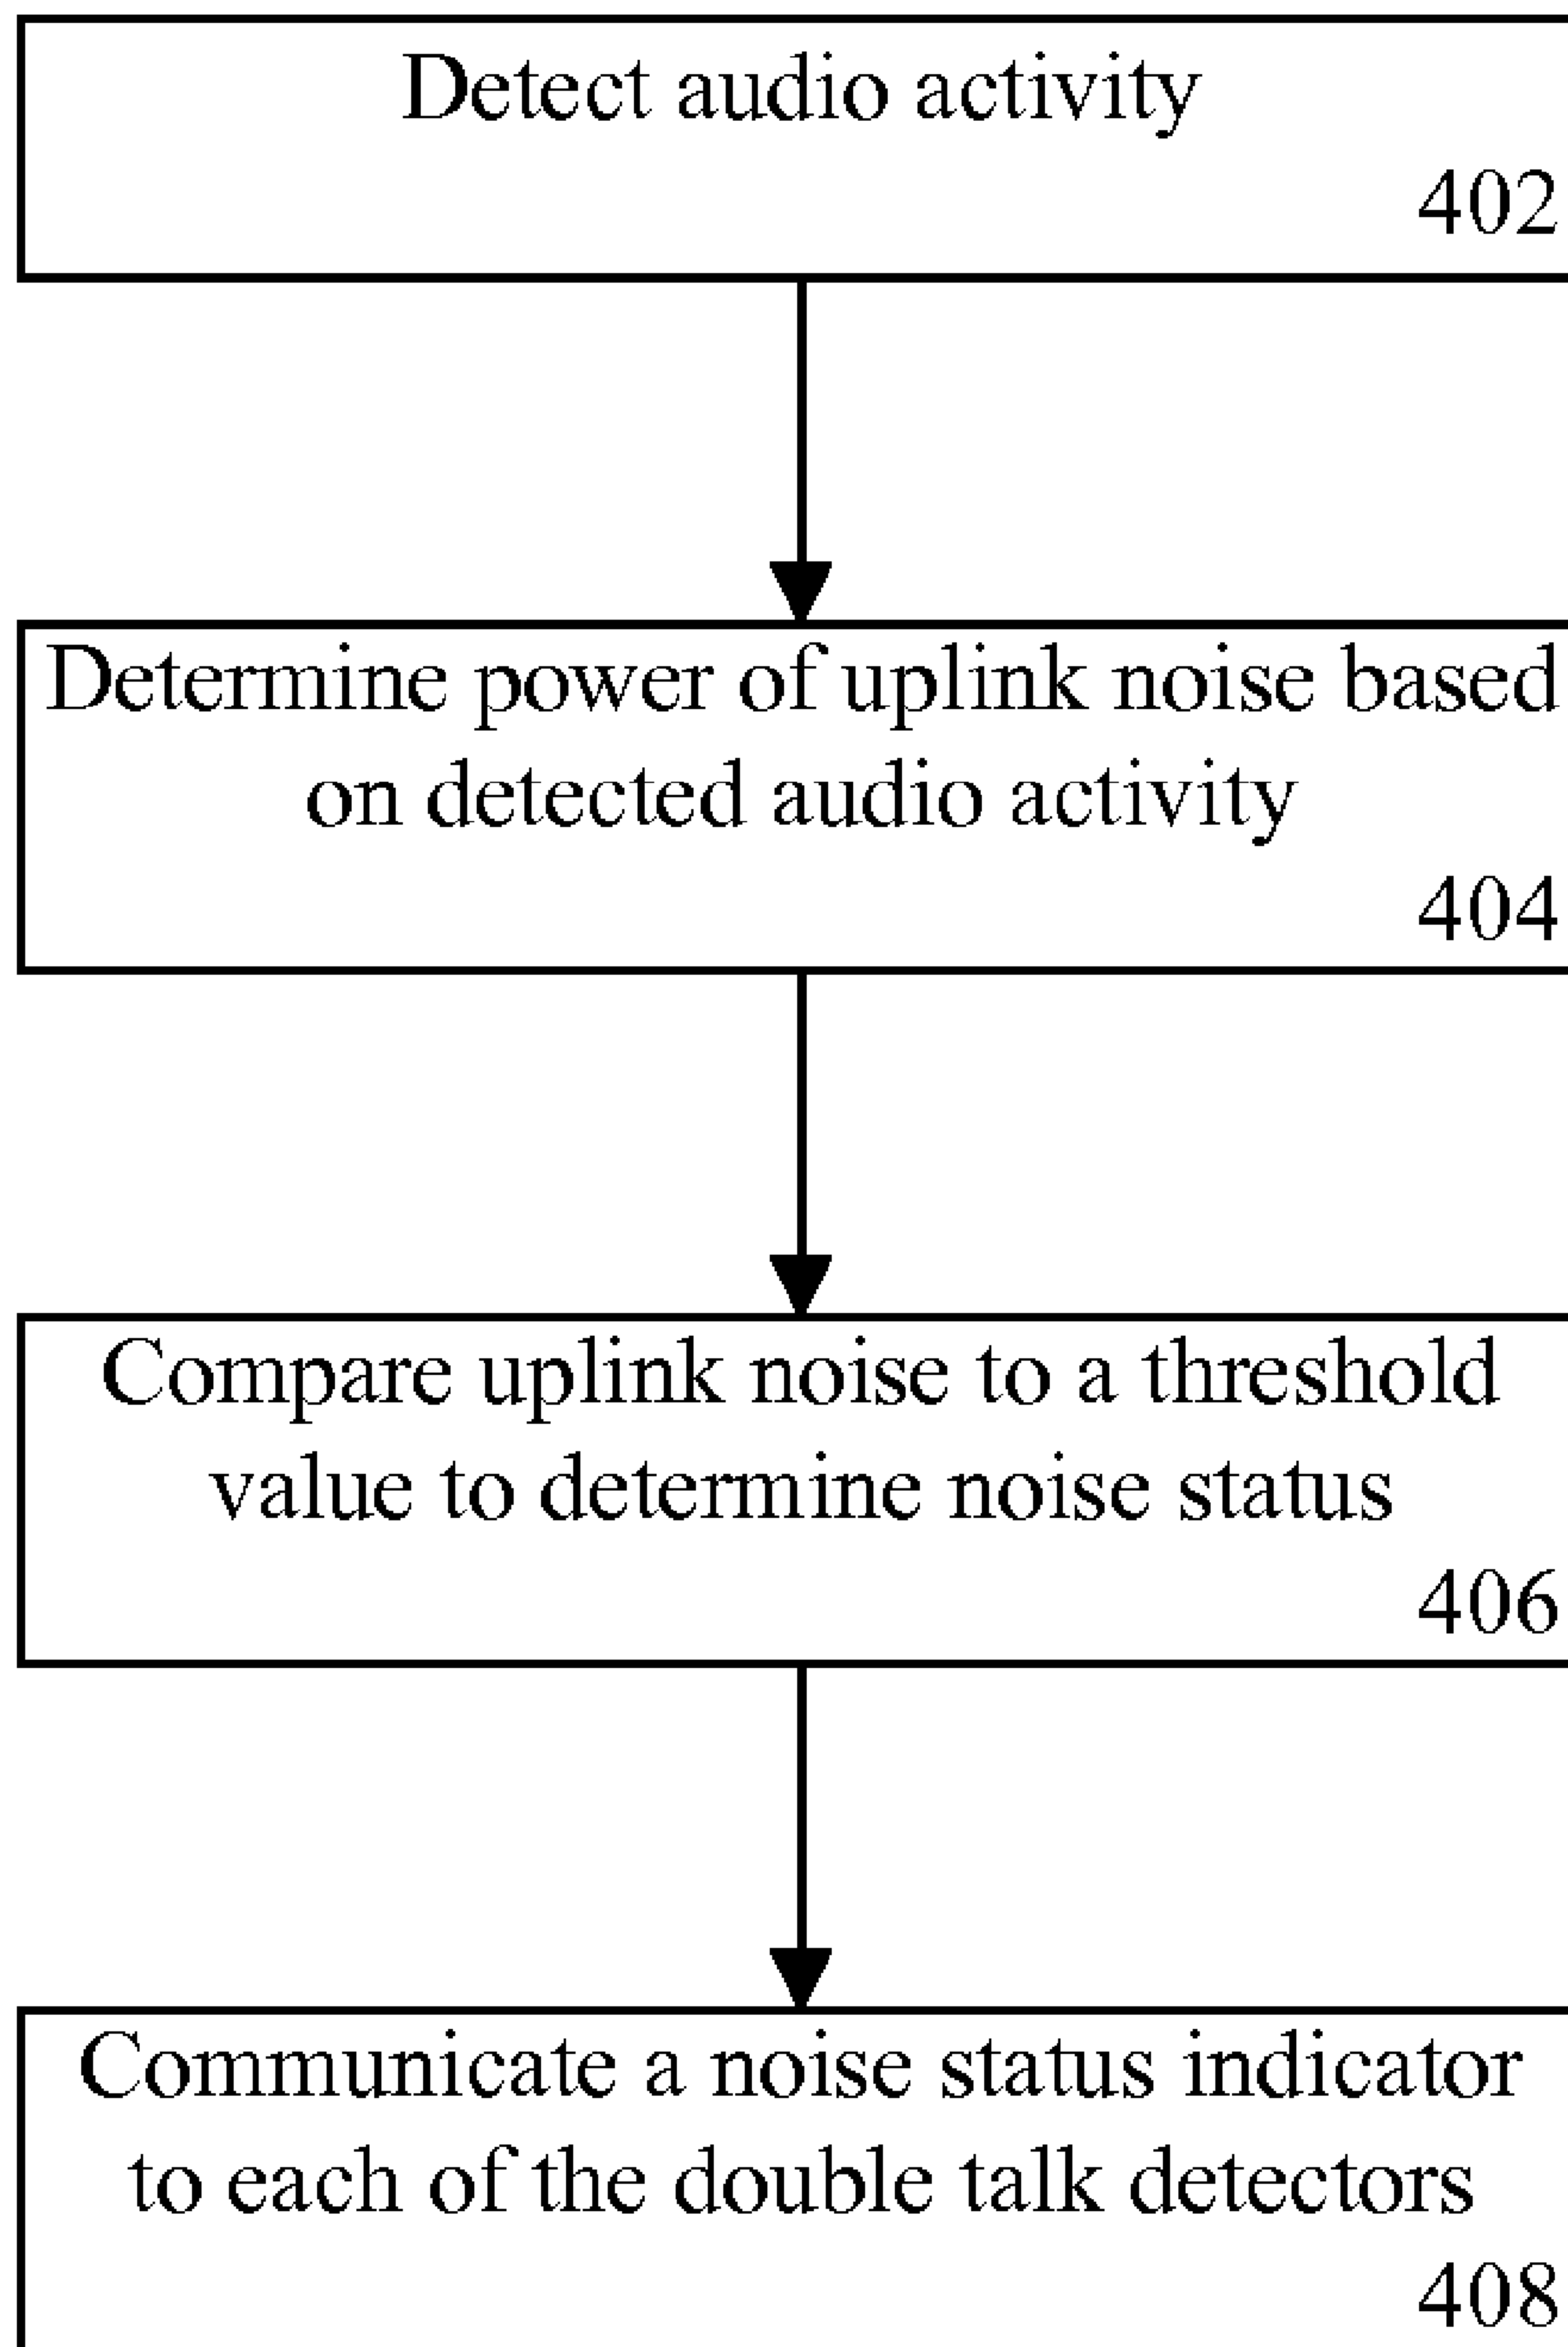 Detect audio activity
402
Determine power of uplink noise based
on detected audio activity
404
Compare uplink noise to a threshold
value to determine noise status
406
Communicate a noise status indicator
to each of the double talk detectors
408